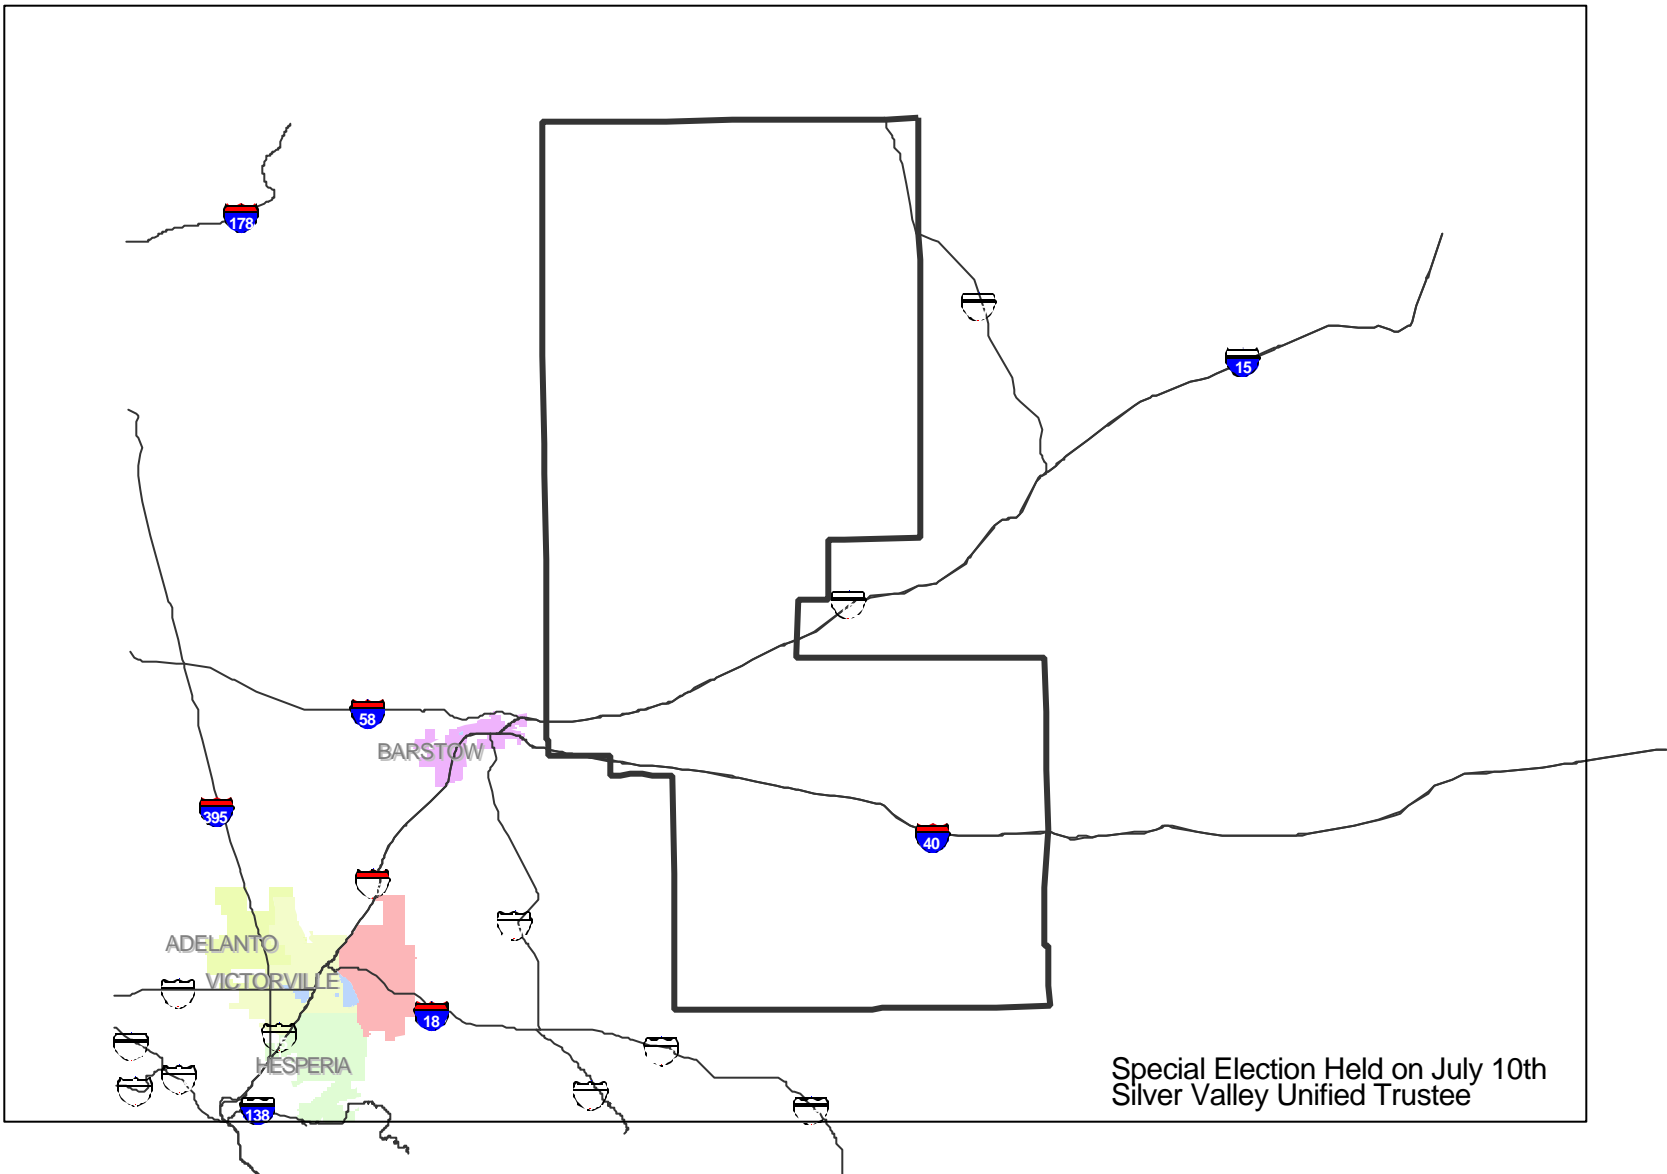 178
15
58
BARSTOW
395
40
ADELANTO
VICTORVILLE
18
HESPERIA
Special Election Held on July 10th
Silver Valley Unified Trustee
138